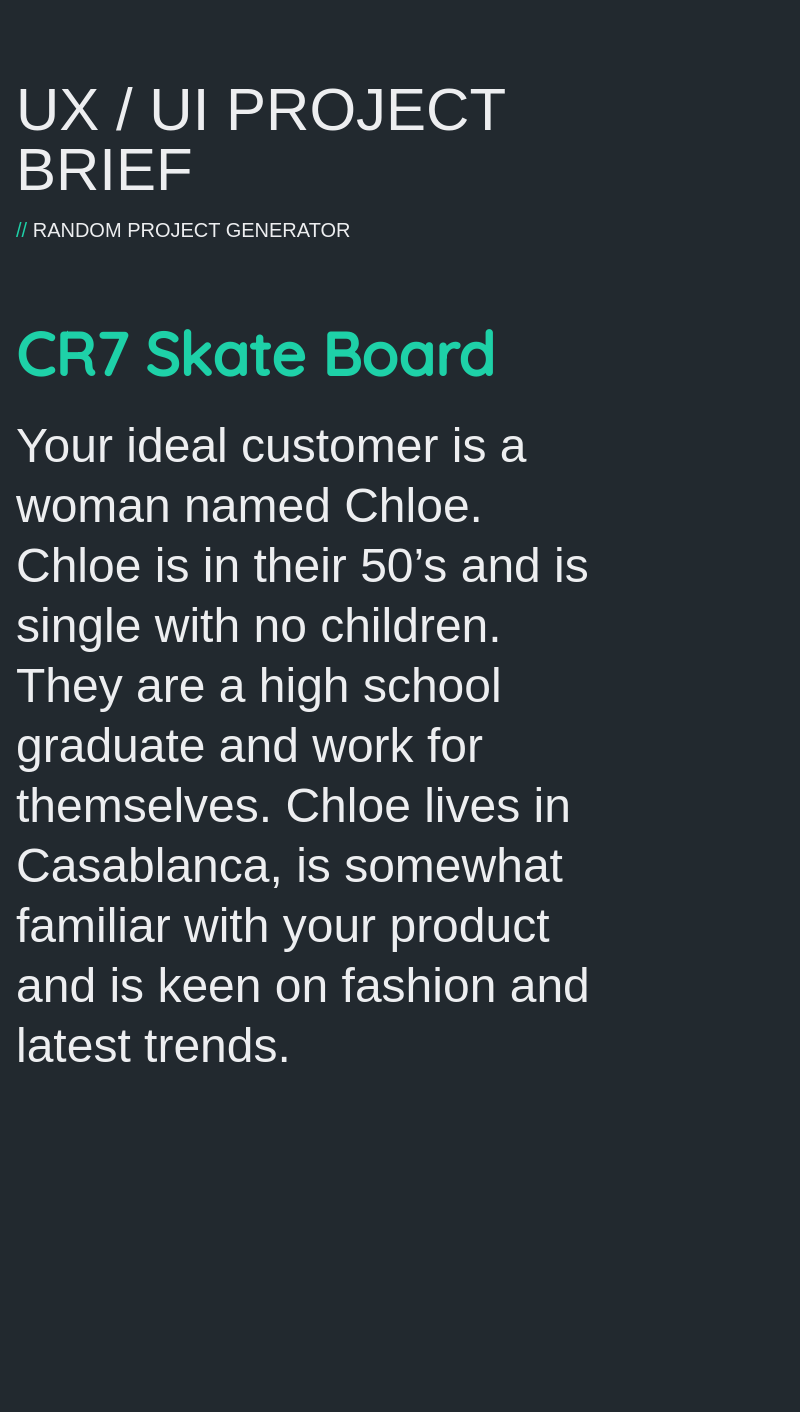 UX / UI PROJECT
BRIEF
// RANDOM PROJECT GENERATOR
CR7 Skate Board
Your ideal customer is a
woman named Chloe.
Chloe is in their 50’s and is
single with no children.
They are a high school
graduate and work for
themselves. Chloe lives in
Casablanca, is somewhat
familiar with your product
and is keen on fashion and
latest trends.